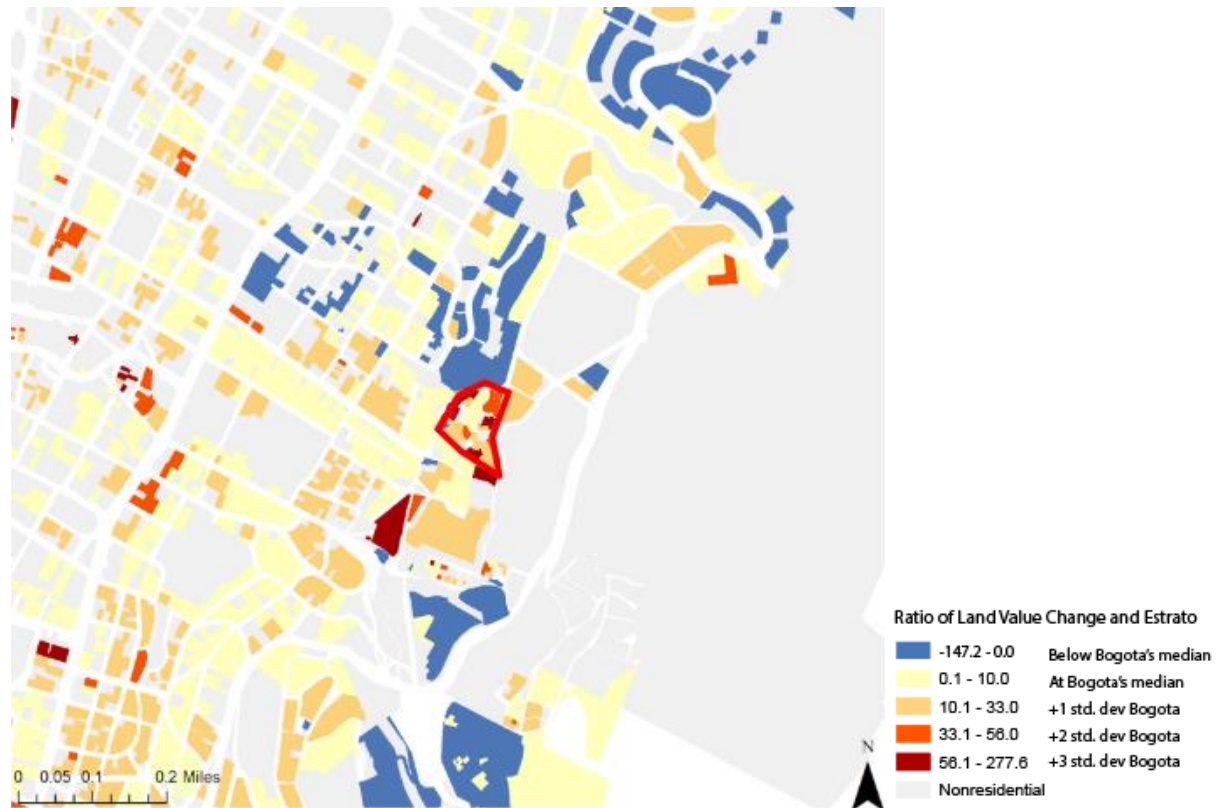 Ratio of Land Value Change and Estrato
-147.2 - 0.0 Below Bogota's median
0.1 - 10.0 At Bogota's median
10.1 - 33.0 +1 std. dev Bogota
33.1 - 56.0 +2 std. dev Bogota
56.1 - 277.6 +3 std. dev Bogota
Nonresidential
N
0 0.05 0.1 0.2 Miles